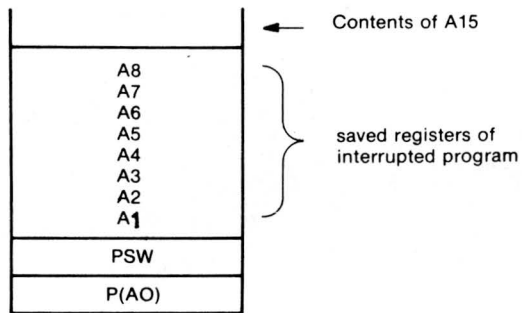 Contents of A15
A8
A7
A6
A5
A4
A3
A2
A1
saved registers of
interrupted program
PSW
P(AO)